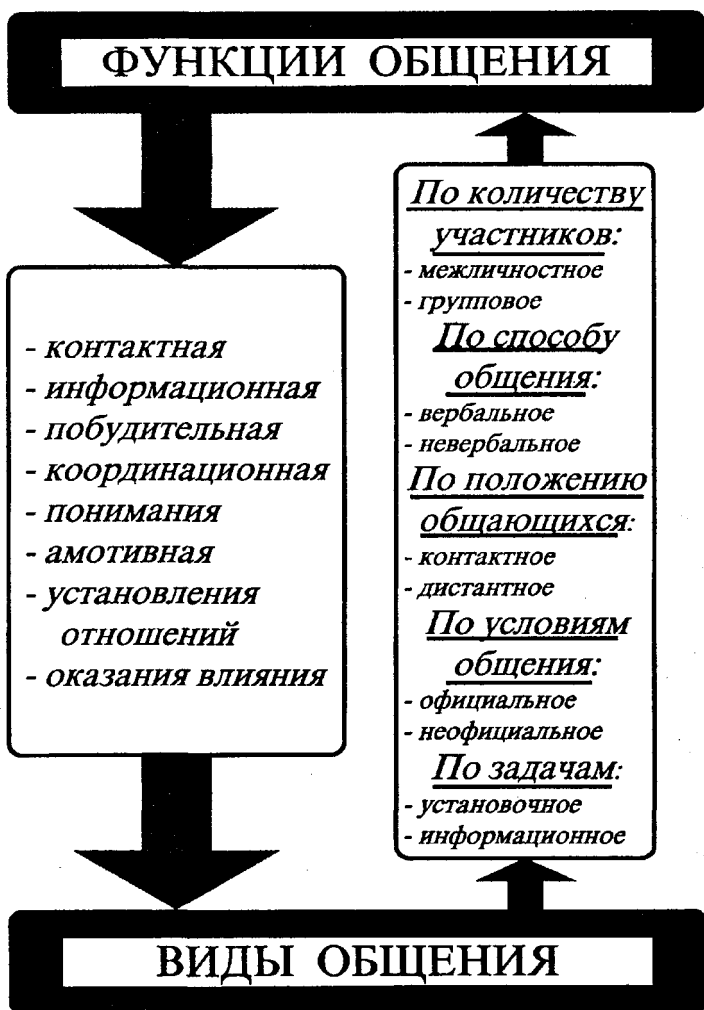 ФУНКЦИИ ОБЩЕНИЯ
- контактная
- информационная
- побудительная
- координационная
- понимания
- амотивная
- установления
отношений
- оказания влияния
По количеству
участников:
- межличностное
- групповое
По способу
общения:
- вербальное
- невербальное
По положению
общающихся:
- контактное
- дистантное
По условиям
общения:
- официальное
- неофициальное
По задачам:
- установочное
- информационное
ВИДЫ ОБЩЕНИЯ